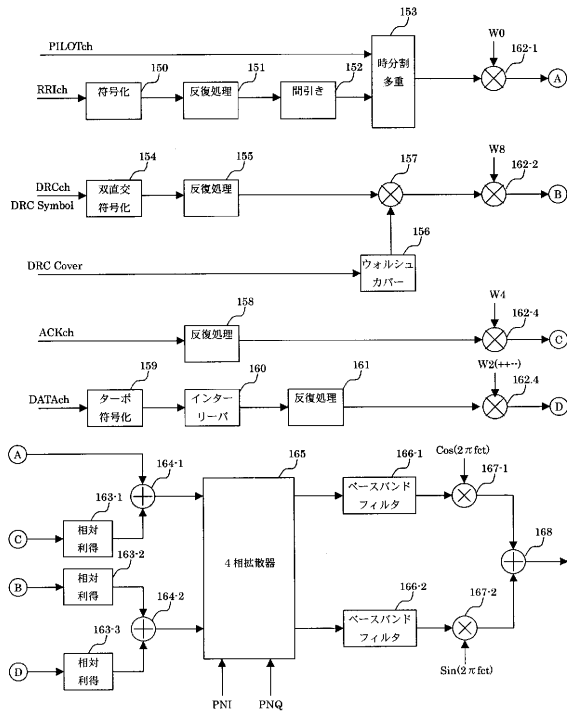 153
PILOTch
W0
150
151
152
時分割
多重
162-1
A
RRIch
符号化
反復処理
間引き
154
155
157
W8
162-2
DRCch
DRC Symbol
双直交
符号化
反復処理
B
156
DRC Cover
ウォルシュ
カバー
158
W4
ACKch
反復処理
162-4
C
159
160
161
W2(++--)
DATAch
ターボ
符号化
インター
リーバ
反復処理
162.4
D
A
164-1
165
166-1
Cos(2πfct)
167-1
163-1
ベースバンド
フィルタ
C
相対
利得
163-2
4相拡散器
168
B
相対
利得
164-2
166-2
167-2
163-3
ベースバンド
フィルタ
D
相対
利得
Sin(2πfct)
PNI
PNQ